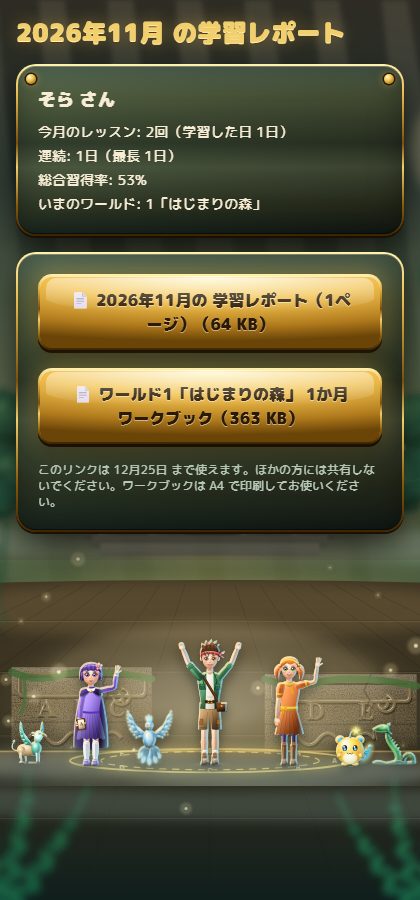 2026年11月 の学習レポート
そら さん
今月のレッスン: 2回（学習した日 1日）
連続: 1日（最長 1日）
総合習得率: 53%
いまのワールド: 1「はじまりの森」
2026年11月の 学習レポート（1ペ
ージ）（64 KB）
ワールド1「はじまりの森」 1か月
ワークブック（363 KB）
このリンクは 12月25日 まで使えます。ほかの方には共有しな
いでください。ワークブックは A4 で印刷してお使いくださ
い。
A C D E